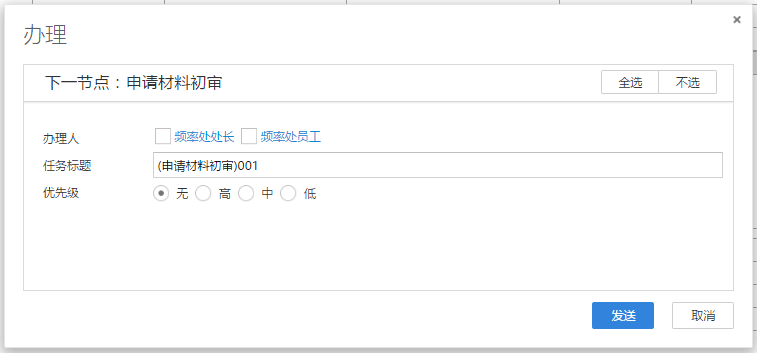 办理
下一节点：申请材料初审 全选 不选
办理人 频率处处长 频率处员工
任务标题 (申请材料初审)001
优先级 无 高 中 低
发送 取消